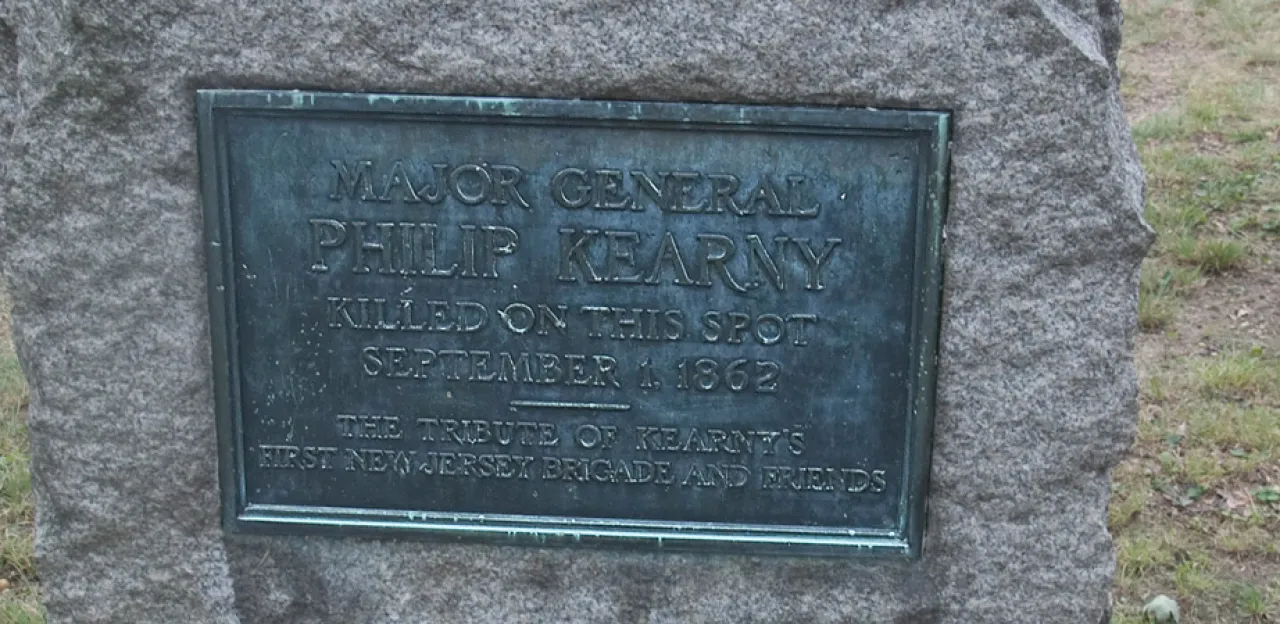 MAJOR GENERAL
PHILIP KEARNY
KILLED ON THIS SPOT
SEPTEMBER 1, 1862
THE TRIBUTE OF KEARNY'S
FIRST NEW JERSEY BRIGADE AND FRIENDS